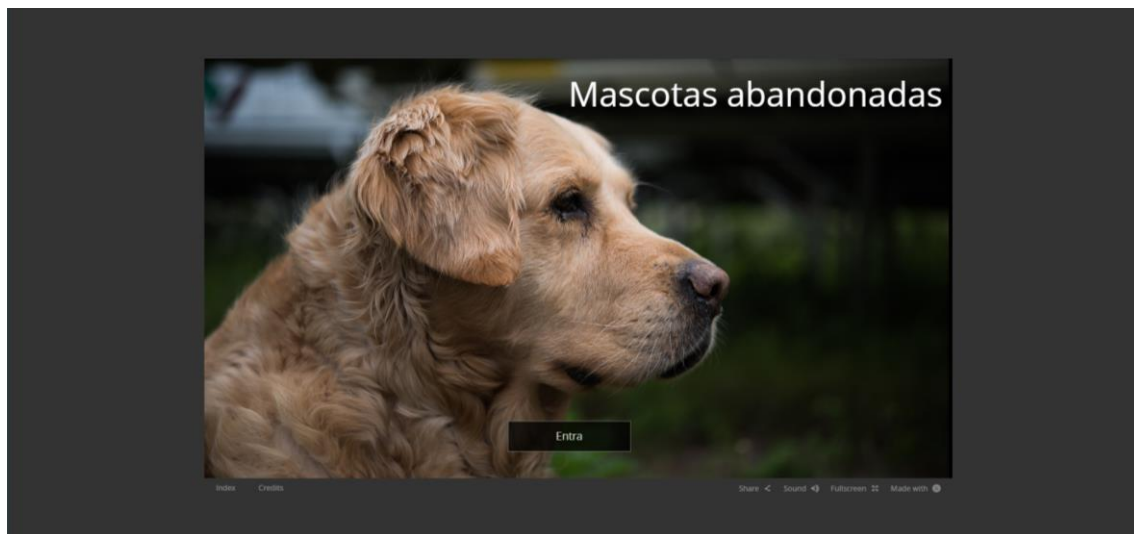 Mascotas abandonadas
Entra
Index Credits Share Sound Fullscreen Made with